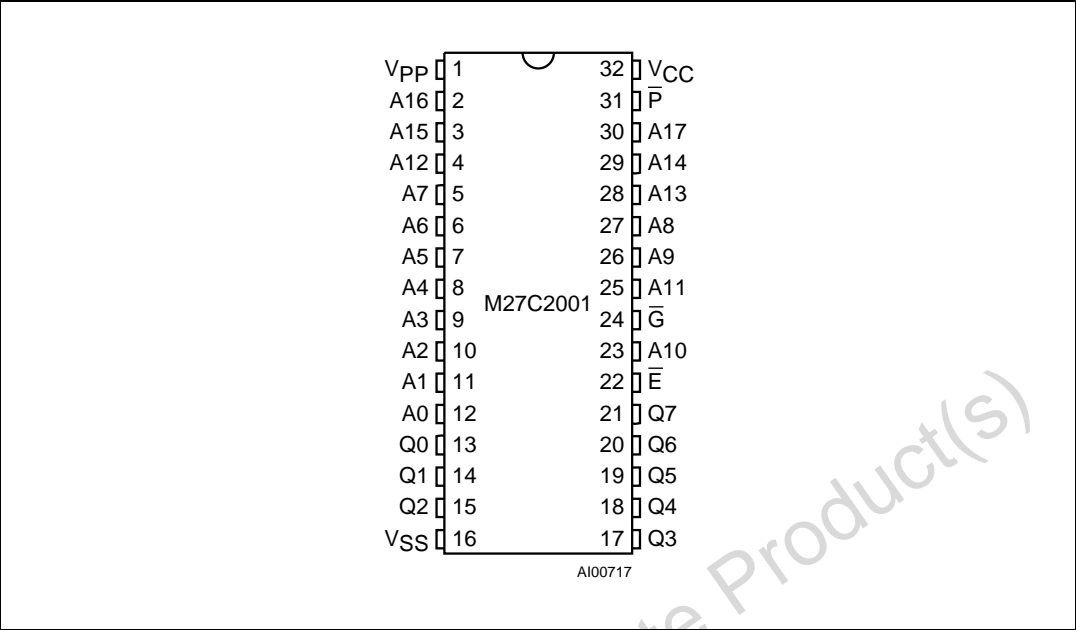 VPP 1 32 VCC
A16 2 31 P̅
A15 3 30 A17
A12 4 29 A14
A7 5 28 A13
A6 6 27 A8
A5 7 26 A9
A4 8 25 A11
M27C2001
A3 9 24 G̅
A2 10 23 A10
A1 11 22 E̅
A0 12 21 Q7
Q0 13 20 Q6
Q1 14 19 Q5
Q2 15 18 Q4
VSS 16 17 Q3
AI00717
Product(s)